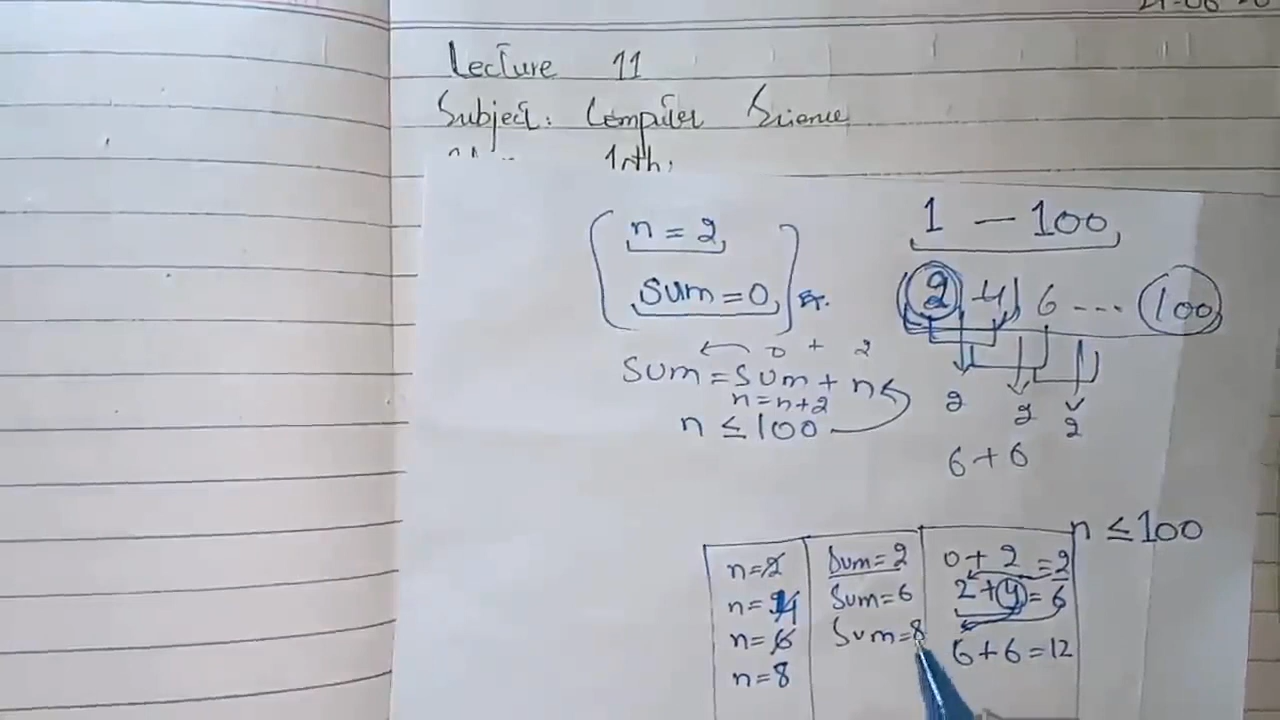 Lecture 11
Subject: Computer Science
11th
n = 2
Sum = 0
1 — 100
2 4 6 ... 100
0 + 2
Sum = Sum + n
n = n+2
n ≤ 100
2 2 2
6 + 6
n ≤ 100
n=2 Sum=2 0 + 2 = 2
n=4 Sum=6 2 + 4 = 6
n=6 Sum=8 6 + 6 = 12
n=8